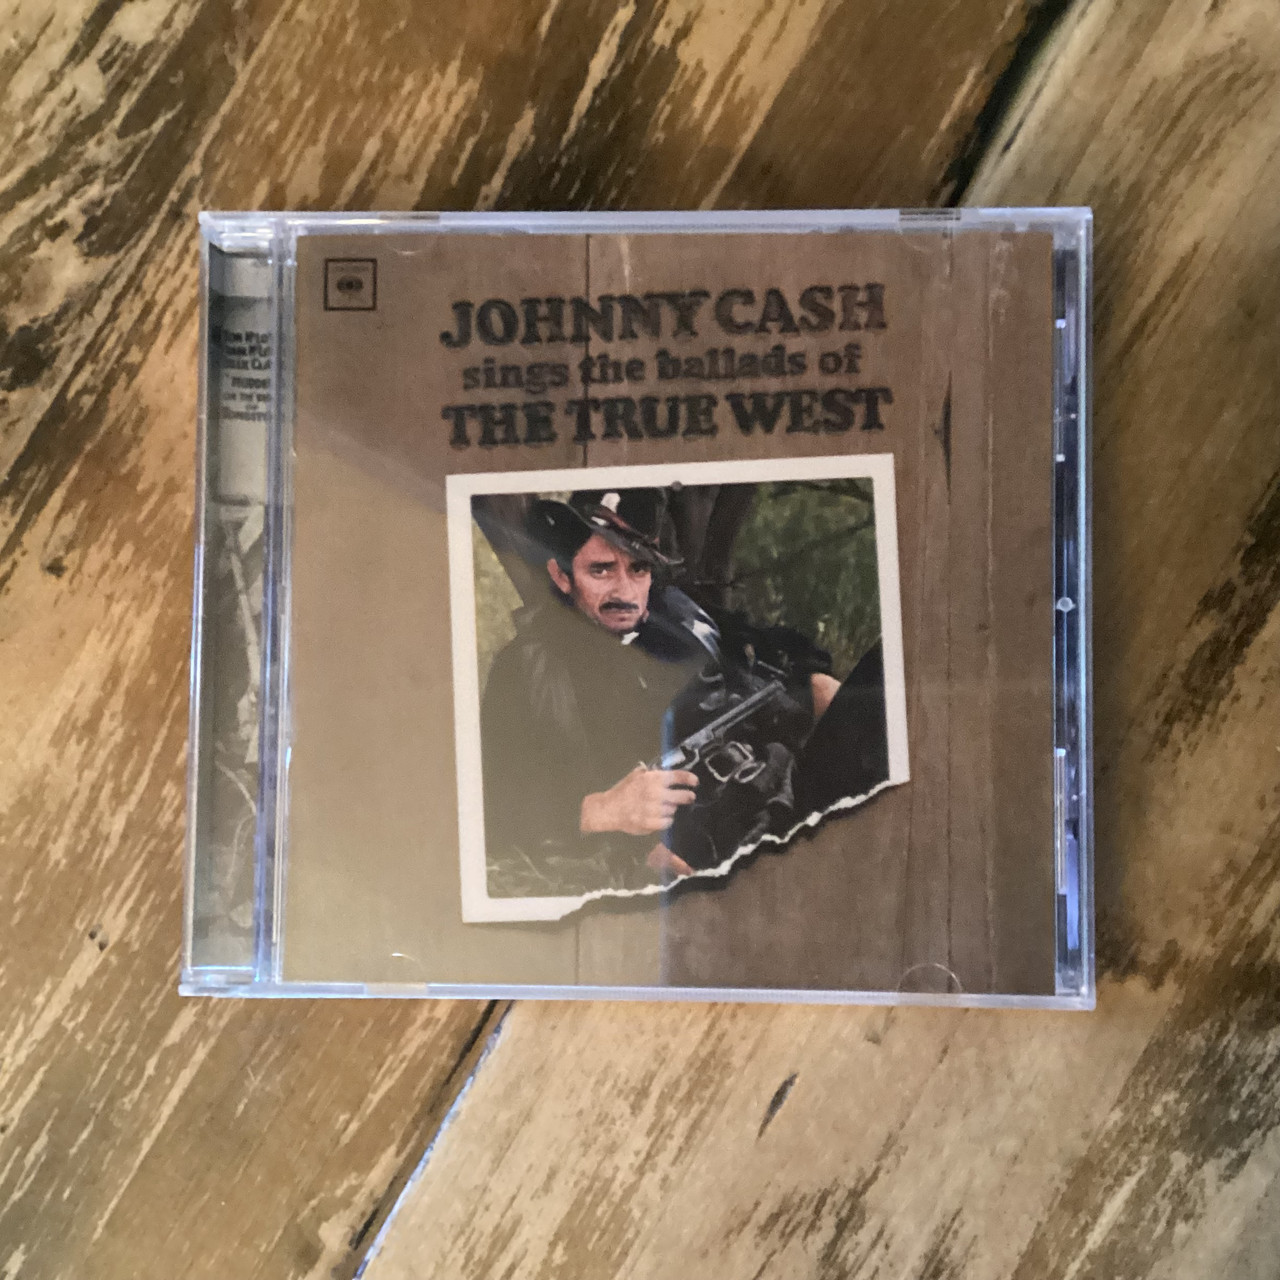 JOHNNY CASH
sings the ballads of
THE TRUE WEST